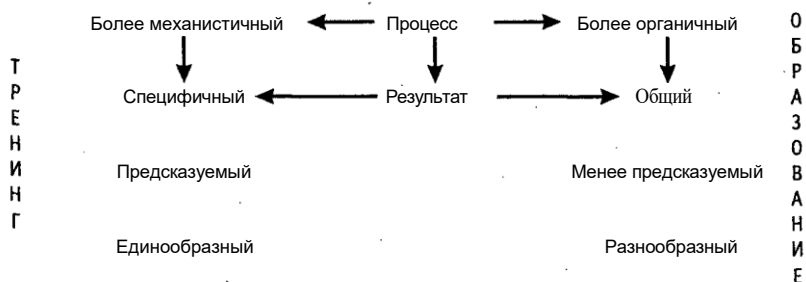 ТРЕНИНГ
Более механистичный Процесс Более органичный
Специфичный Результат Общий
Предсказуемый Менее предсказуемый
Единообразный Разнообразный
ОБРАЗОВАНИЕ